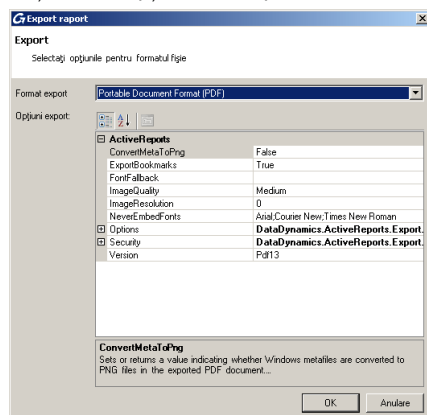 Export raport
Export
Selectați opțiunile pentru formatul fișie
Format export
Portable Document Format (PDF)
Opțiuni export:
ActiveReports
ConvertMetaToPng False
ExportBookmarks True
FontFallback
ImageQuality Medium
ImageResolution 0
NeverEmbedFonts Arial;Courier New;Times New Roman
Options DataDynamics.ActiveReports.Export.
Security DataDynamics.ActiveReports.Export.
Version Pdf13
ConvertMetaToPng
Sets or returns a value indicating whether Windows metafiles are converted to
PNG files in the exported PDF document....
OK Anulare